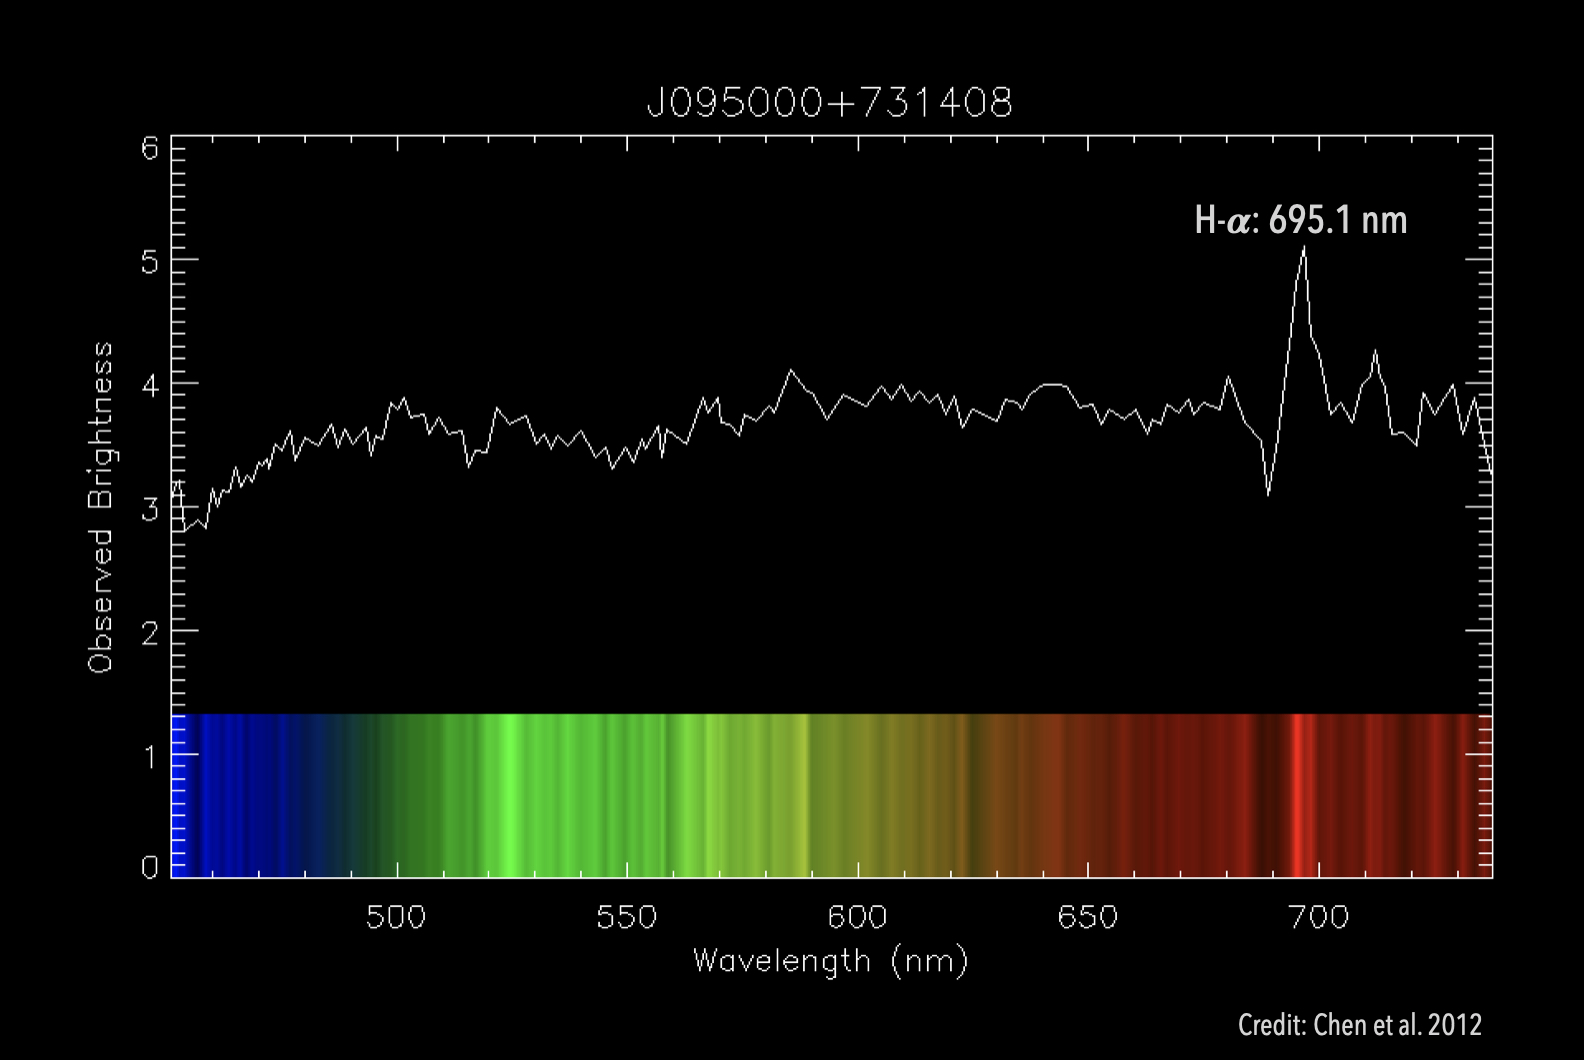 J095000+731408
H-α: 695.1 nm
6
5
4
3
2
1
0
Observed Brightness
500 550 600 650 700
Wavelength (nm)
Credit: Chen et al. 2012